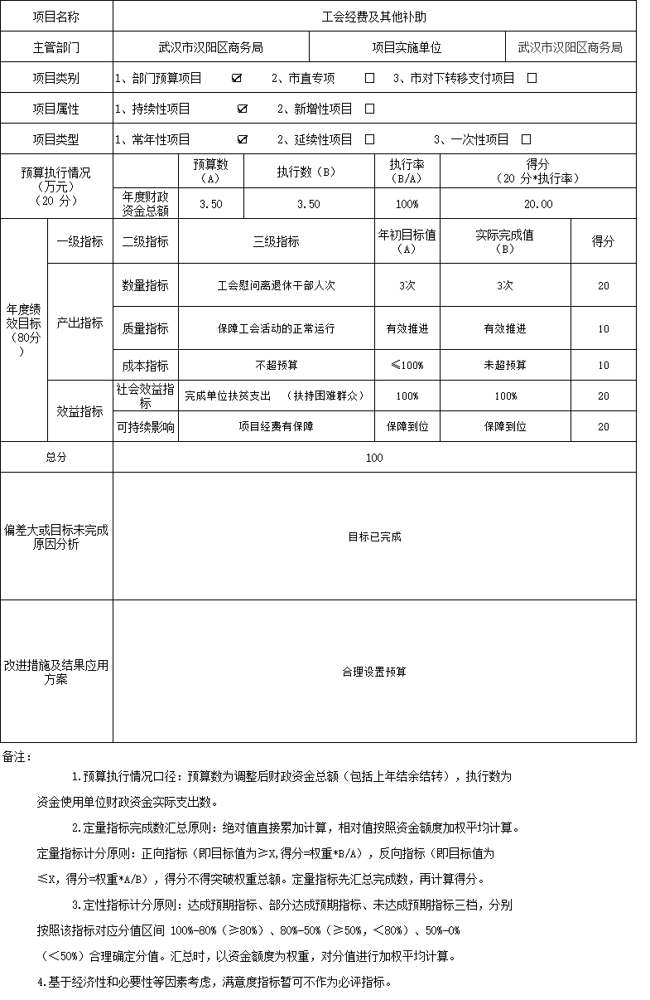 项目名称 工会经费及其他补助
主管部门 武汉市汉阳区商务局 项目实施单位 武汉市汉阳区商务局
项目类别 1、部门预算项目 ☑ 2、市直专项 □ 3、市对下转移支付项目 □
项目属性 1、持续性项目 ☑ 2、新增性项目 □
项目类型 1、常年性项目 ☑ 2、延续性项目 □ 3、一次性项目 □
预算执行情况
（万元）
（20 分）
预算数
（A）
执行数（B）
执行率
（B/A）
得分
（20 分*执行率）
年度财政
资金总额
3.50 3.50 100% 20.00
年度绩
效目标
（80分
）
一级指标 二级指标 三级指标
年初目标值
（A）
实际完成值
（B）
得分
产出指标
数量指标 工会慰问离退休干部人次 3次 3次 20
质量指标 保障工会活动的正常运行 有效推进 有效推进 10
成本指标 不超预算 ≤100% 未超预算 10
效益指标
社会效益指
标
完成单位扶贫支出 （扶持困难群众） 100% 100% 20
可持续影响 项目经费有保障 保障到位 保障到位 20
总分 100
偏差大或目标未完成
原因分析
目标已完成
改进措施及结果应用
方案
合理设置预算
备注：
1.预算执行情况口径：预算数为调整后财政资金总额（包括上年结余结转），执行数为
资金使用单位财政资金实际支出数。
2.定量指标完成数汇总原则：绝对值直接累加计算，相对值按照资金额度加权平均计算。
定量指标计分原则：正向指标（即目标值为≥X,得分=权重*B/A），反向指标（即目标值为
≤X，得分=权重*A/B），得分不得突破权重总额。定量指标先汇总完成数，再计算得分。
3.定性指标计分原则：达成预期指标、部分达成预期指标、未达成预期指标三档，分别
按照该指标对应分值区间 100%-80%（≥80%）、80%-50%（≥50%，＜80%）、50%-0%
（＜50%）合理确定分值。汇总时，以资金额度为权重，对分值进行加权平均计算。
4.基于经济性和必要性等因素考虑，满意度指标暂可不作为必评指标。